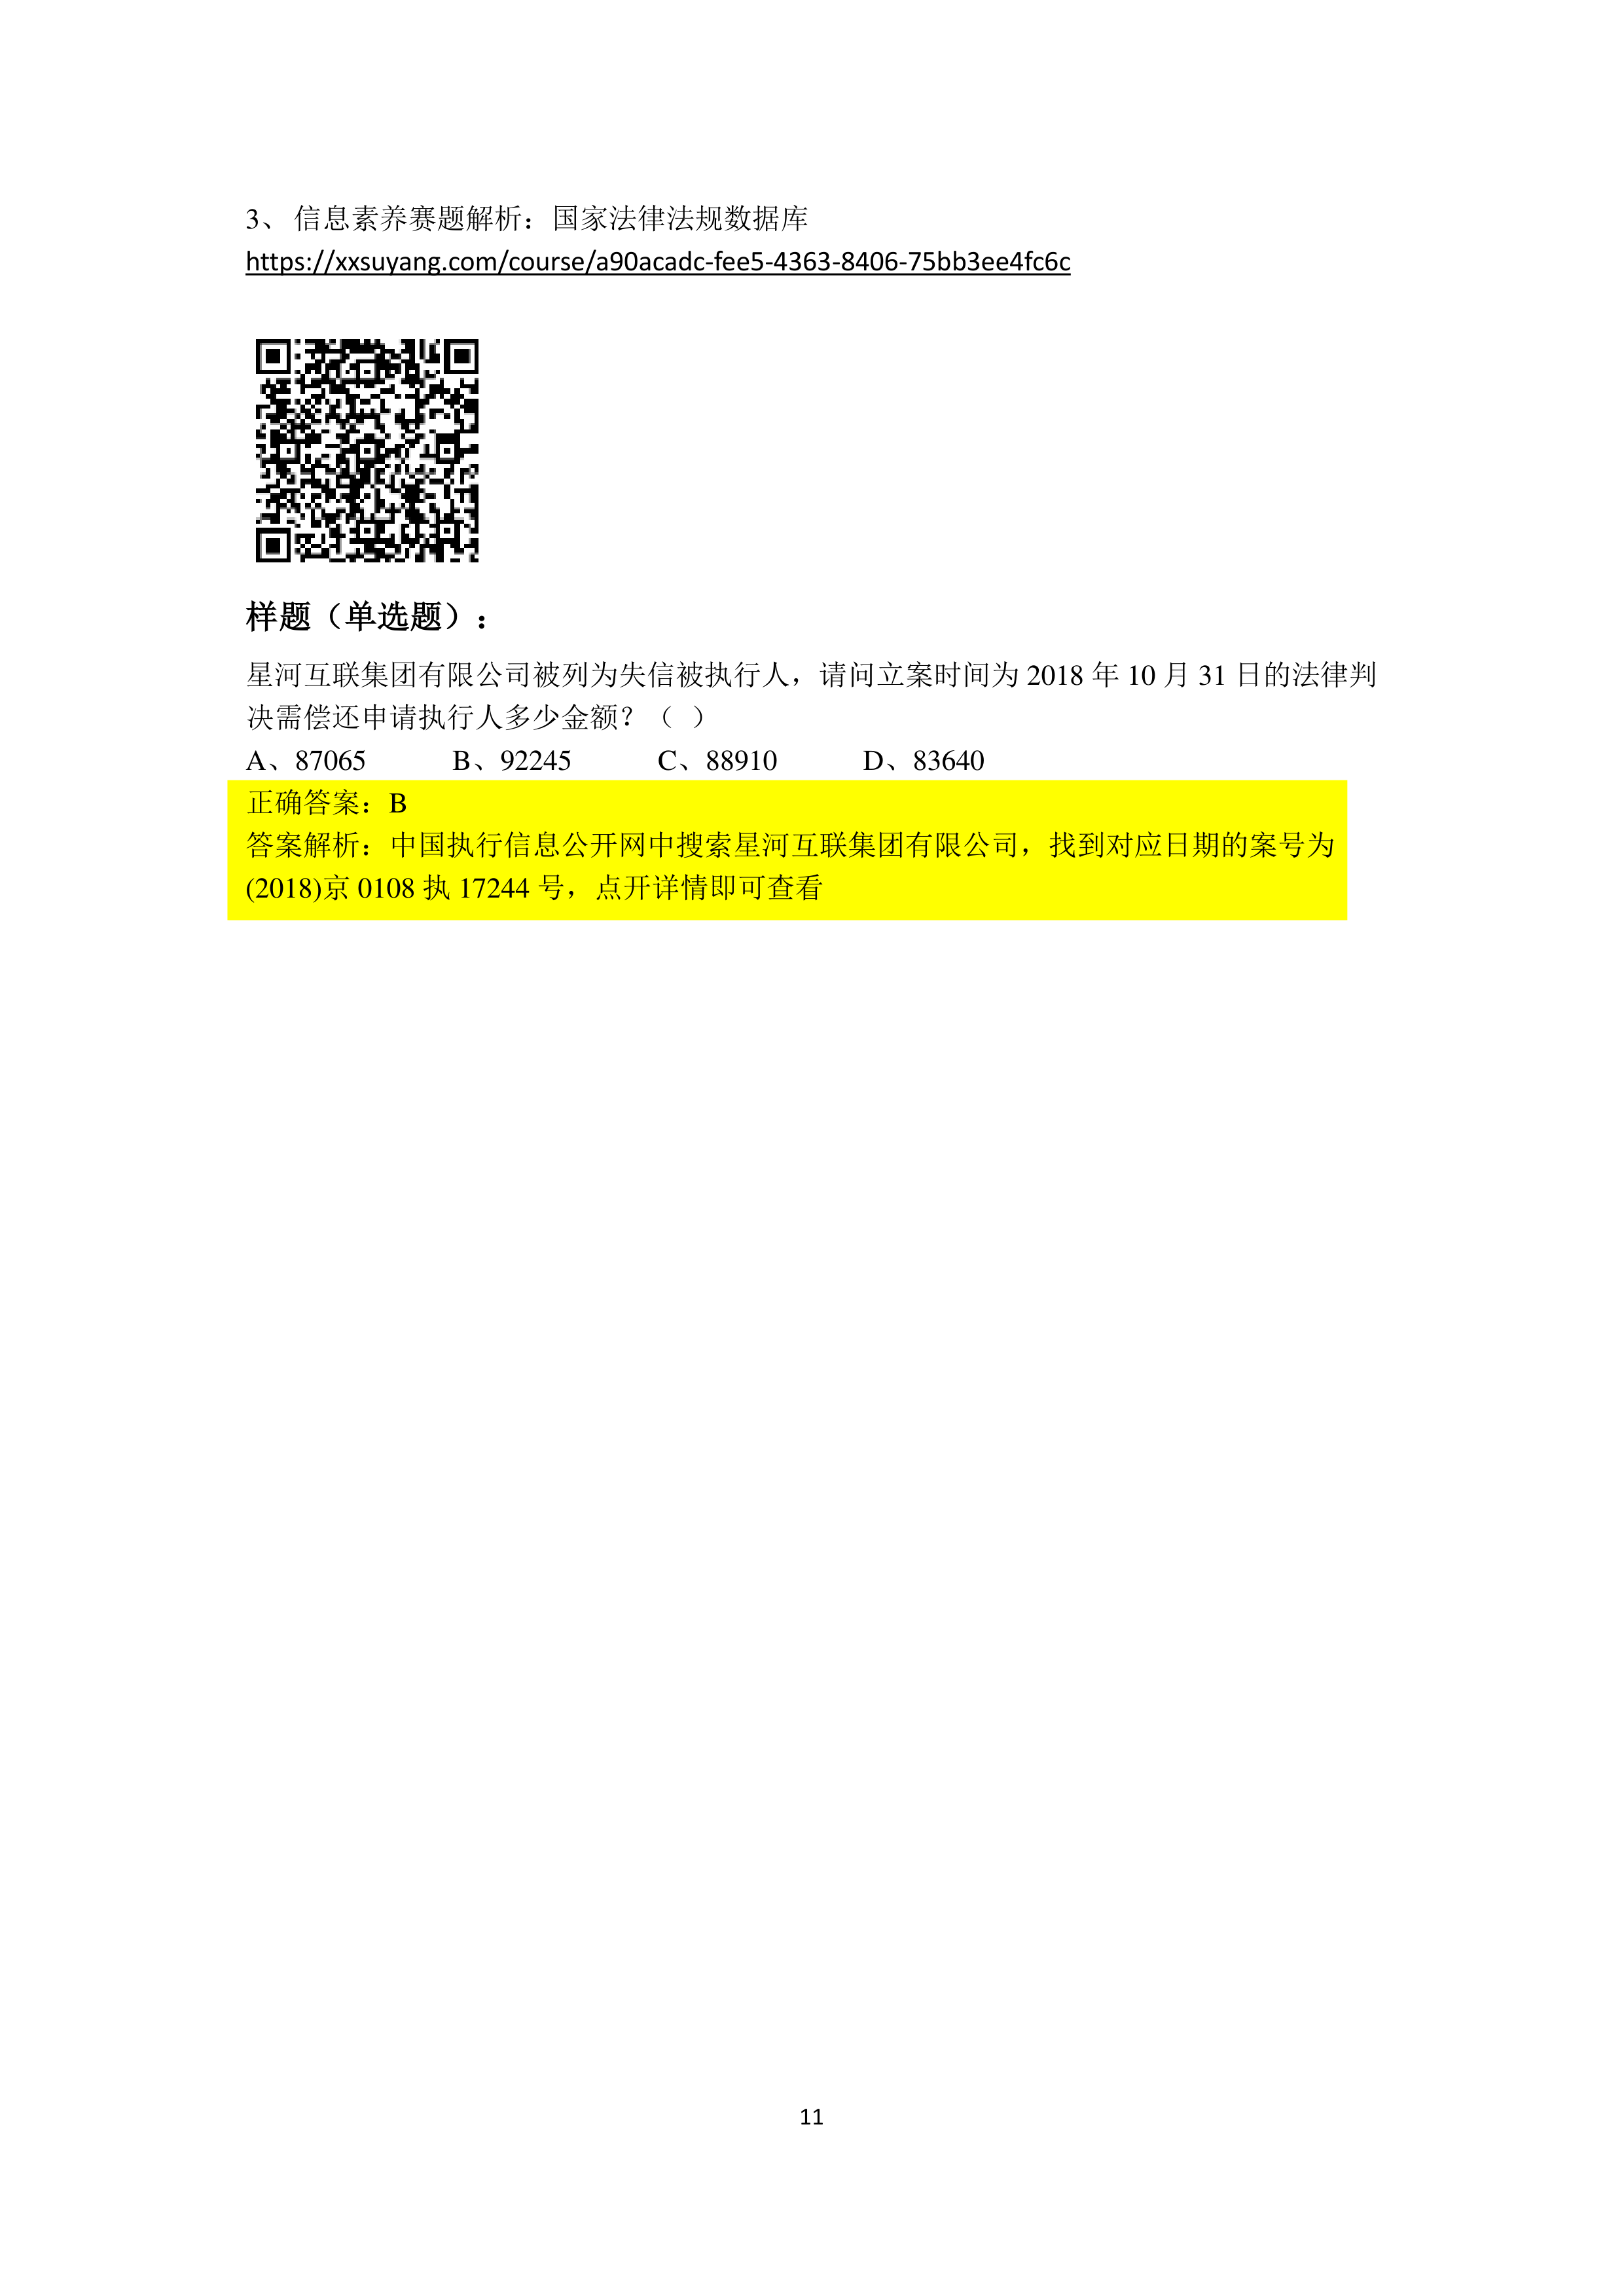 3、 信息素养赛题解析：国家法律法规数据库
https://xxsuyang.com/course/a90acadc-fee5-4363-8406-75bb3ee4fc6c
样题（单选题）：
星河互联集团有限公司被列为失信被执行人，请问立案时间为 2018 年 10 月 31 日的法律判
决需偿还申请执行人多少金额？（ ）
A、87065 B、92245 C、88910 D、83640
正确答案：B
答案解析：中国执行信息公开网中搜索星河互联集团有限公司，找到对应日期的案号为
(2018)京 0108 执 17244 号，点开详情即可查看
11